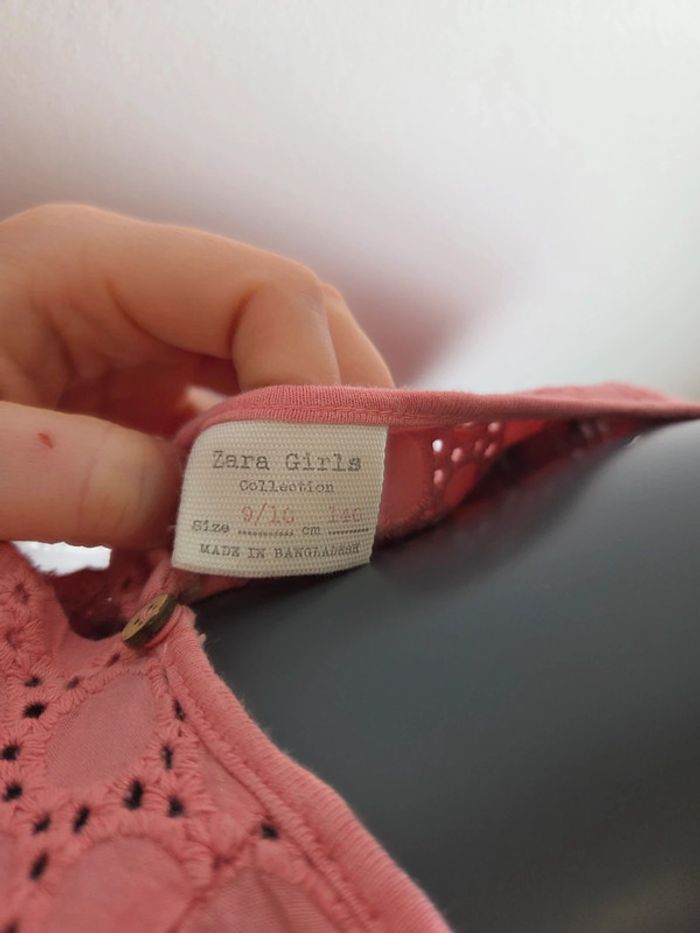 Zara Girls
Collection
Size 9/10 cm 140
MADE IN BANGLADESH